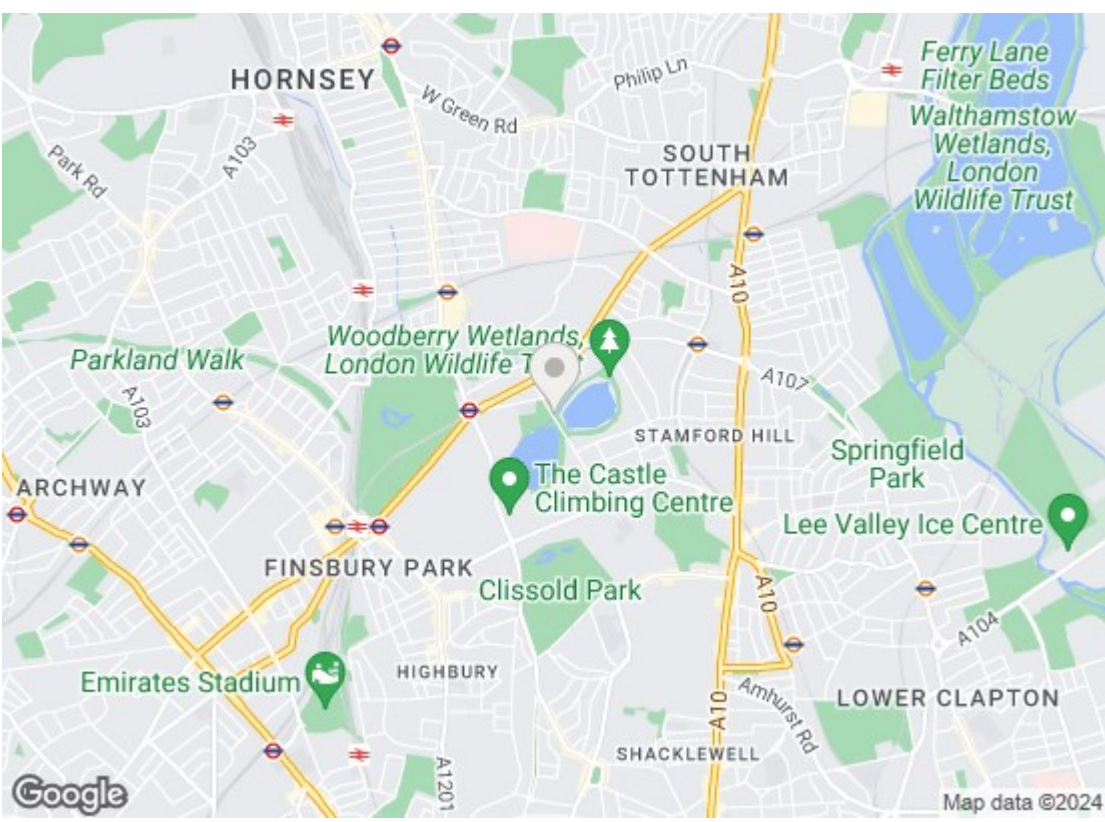 HORNSEY
Philip Ln
Ferry Lane
Filter Beds
W Green Rd
Walthamstow
Wetlands,
London
Wildlife Trust
Park Rd
A103
SOUTH
TOTTENHAM
A10
Woodberry Wetlands,
London Wildlife
Parkland Walk
A107
A103
STAMFORD HILL
Springfield
Park
ARCHWAY
The Castle
Climbing Centre
Lee Valley Ice Centre
FINSBURY PARK
Clissold Park
A10
A104
HIGHBURY
Emirates Stadium
Amhurst Rd
A10
LOWER CLAPTON
SHACKLEWELL
A1201
Google
Map data ©2024